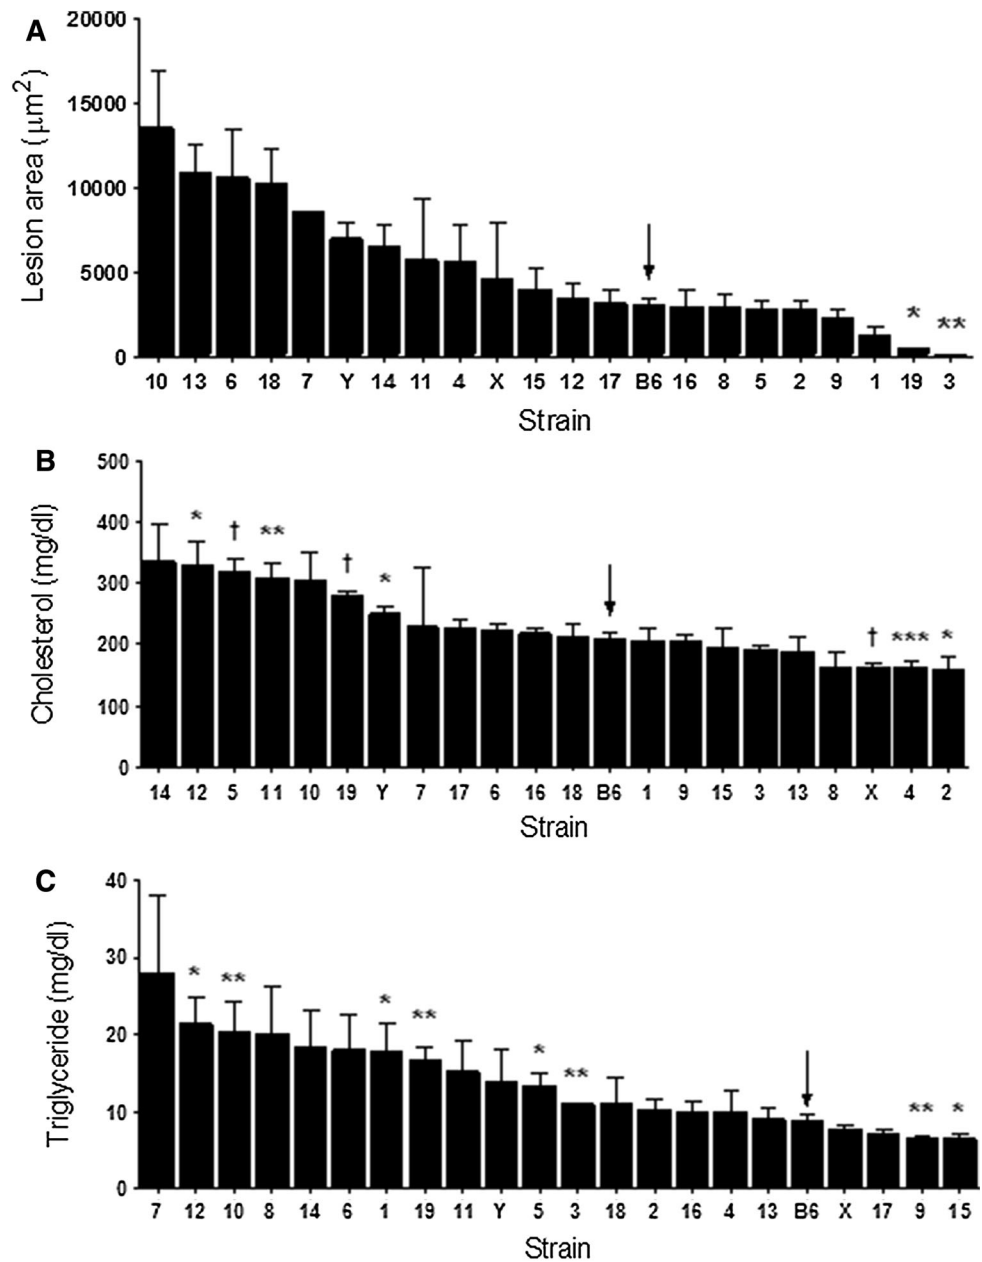 A
Lesion area (μm2)
20000
15000
10000
5000
0
* **
10 13 6 18 7 Y 14 11 4 X 15 12 17 B6 16 8 5 2 9 1 19 3
Strain
B
Cholesterol (mg/dl)
500
400
300
200
100
0
* † ** † * † *** *
14 12 5 11 10 19 Y 7 17 6 16 18 B6 1 9 15 3 13 8 X 4 2
Strain
C
Triglyceride (mg/dl)
40
30
20
10
0
* ** * ** * ** ** *
7 12 10 8 14 6 1 19 11 Y 5 3 18 2 16 4 13 B6 X 17 9 15
Strain